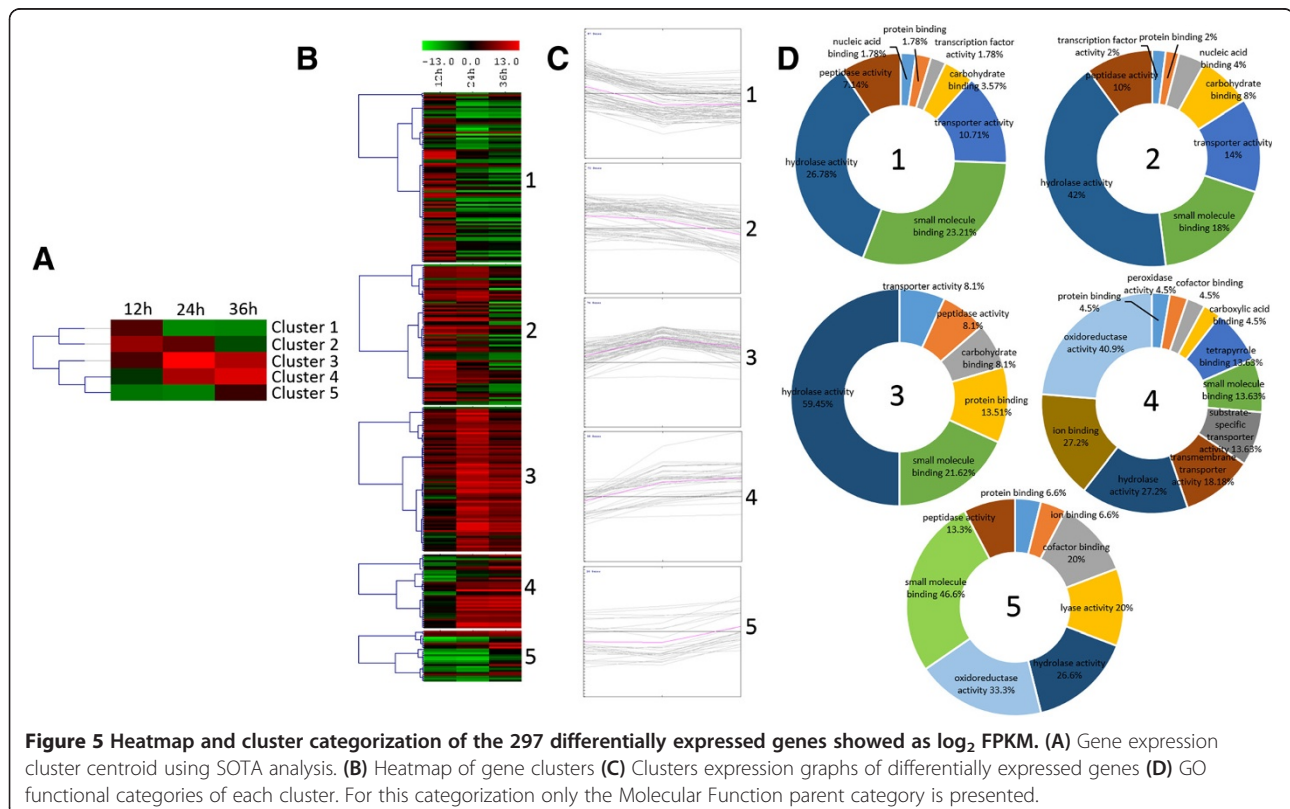 A
12h 24h 36h
Cluster 1
Cluster 2
Cluster 3
Cluster 4
Cluster 5
B
-13.0 0.0 13.0
12h 24h 36h
1
2
3
4
5
C
1
2
3
4
5
D
nucleic acid
binding 1.78%
protein binding
1.78%
transcription factor
activity 1.78%
carbohydrate
binding 3.57%
transporter activity
10.71%
small molecule
binding 23.21%
hydrolase activity
26.78%
peptidase activity
7.14%
1
transcription factor
activity 2%
protein binding 2%
nucleic acid
binding 4%
carbohydrate
binding 8%
transporter activity
14%
small molecule
binding 18%
hydrolase activity
42%
peptidase activity
10%
2
transporter activity 8.1%
peptidase activity
8.1%
carbohydrate
binding 8.1%
protein binding
13.51%
small molecule
binding 21.62%
hydrolase activity
59.45%
3
protein binding
4.5%
peroxidase
activity 4.5%
cofactor binding
4.5%
carboxylic acid
binding 4.5%
tetrapyrrole
binding 13.63%
small molecule
binding 13.63%
substrate-
specific
transporter
activity 13.63%
transmembrane
transporter
activity 18.18%
hydrolase
activity 27.2%
ion binding
27.2%
oxidoreductase
activity 40.9%
4
protein binding 6.6%
ion binding 6.6%
cofactor binding
20%
lyase activity 20%
hydrolase activity
26.6%
oxidoreductase
activity 33.3%
small molecule
binding 46.6%
peptidase activity
13.3%
5
Figure 5 Heatmap and cluster categorization of the 297 differentially expressed genes showed as log₂ FPKM. (A) Gene expression
cluster centroid using SOTA analysis. (B) Heatmap of gene clusters (C) Clusters expression graphs of differentially expressed genes (D) GO
functional categories of each cluster. For this categorization only the Molecular Function parent category is presented.